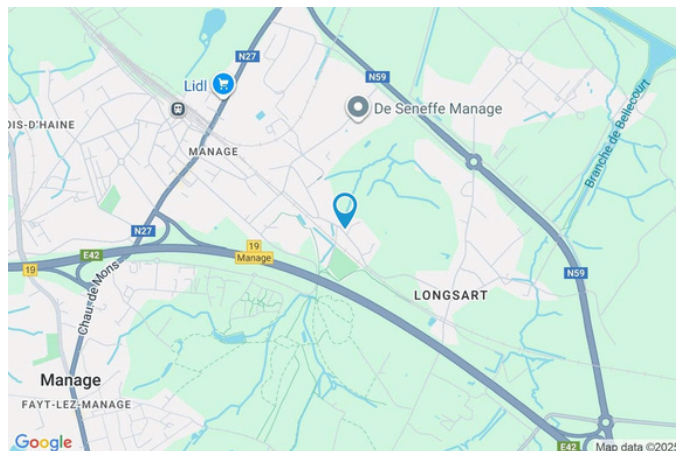 N27
N59
Lidl
De Seneffe Manage
OIS-D'HAINE
MANAGE
Branche de Bellecourt
N27
E42
19
Manage
19
Chau. de Mons
N59
LONGSART
Manage
FAYT-LEZ-MANAGE
Google
E42
Map data ©2025